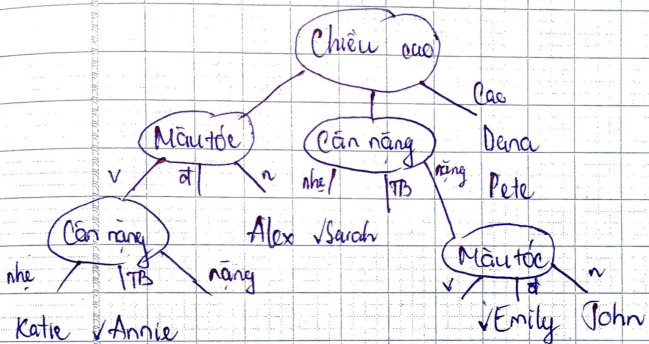 Chiều cao
Cao
Màu tóc
Cân nặng
Dana
v
đ
n
nhẹ
TB
nặng
Pete
Cân nặng
Alex
√Sarah
Màu tóc
nhẹ
TB
nặng
v
đ
n
Katie
√Annie
√Emily
John